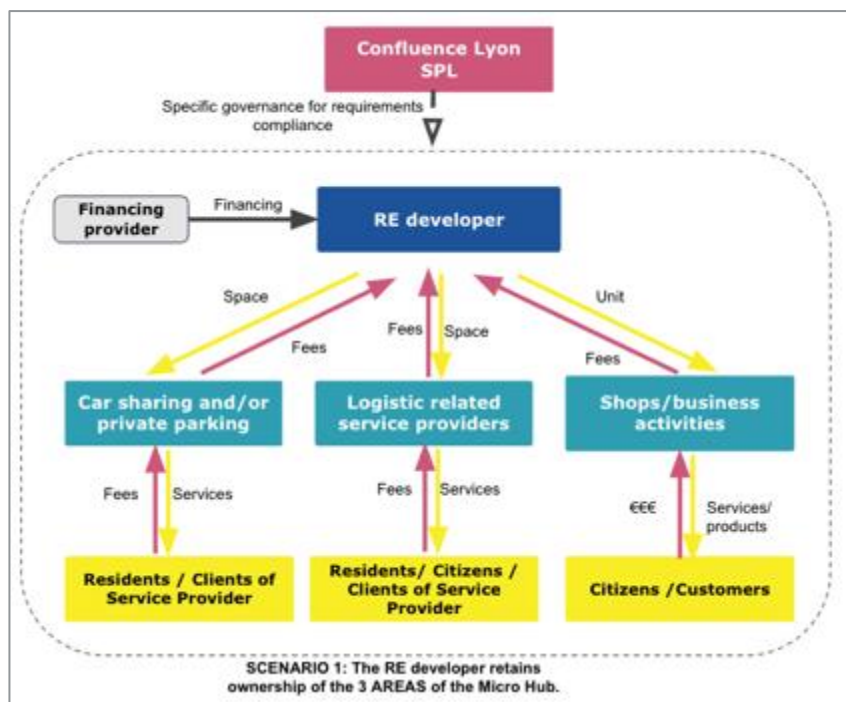 Confluence Lyon
SPL
Specific governance for requirements
compliance
Financing
provider
Financing
RE developer
Space
Fees
Fees
Space
Unit
Fees
Car sharing and/or
private parking
Logistic related
service providers
Shops/business
activities
Fees
Services
Fees
Services
€€€
Services/
products
Residents / Clients of
Service Provider
Residents/ Citizens /
Clients of Service
Provider
Citizens /Customers
SCENARIO 1: The RE developer retains
ownership of the 3 AREAS of the Micro Hub.